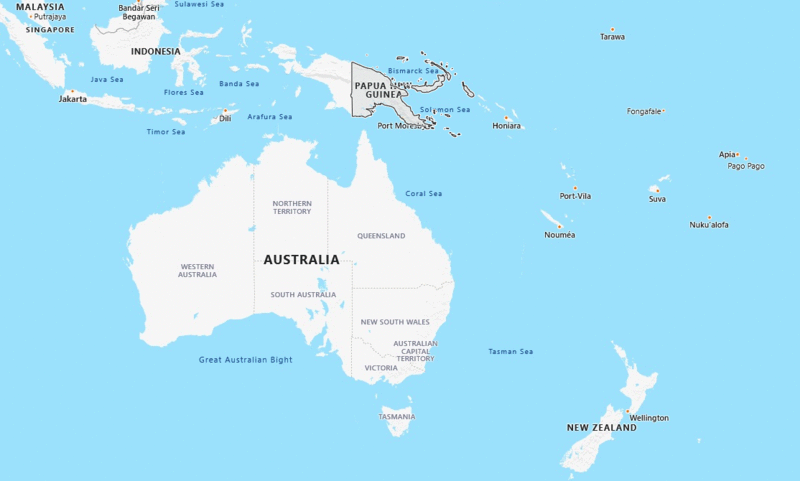 MALAYSIA
Putrajaya
SINGAPORE
Bandar Seri
Begawan
Sulawesi Sea
INDONESIA
Java Sea
Jakarta
Flores Sea
Banda Sea
Dili
Timor Sea
Arafura Sea
Bismarck Sea
PAPUA NEW
GUINEA
Solomon Sea
Port Moresby
Honiara
Tarawa
Fongafale
Apia
Pago Pago
Coral Sea
Port-Vila
Suva
Nouméa
Nuku'alofa
NORTHERN
TERRITORY
QUEENSLAND
AUSTRALIA
WESTERN
AUSTRALIA
SOUTH AUSTRALIA
NEW SOUTH WALES
AUSTRALIAN
CAPITAL
TERRITORY
VICTORIA
Great Australian Bight
Tasman Sea
TASMANIA
Wellington
NEW ZEALAND